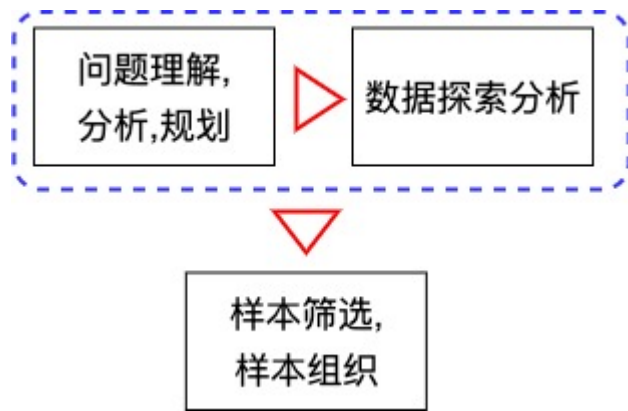 问题理解,
分析,规划
数据探索分析
样本筛选,
样本组织